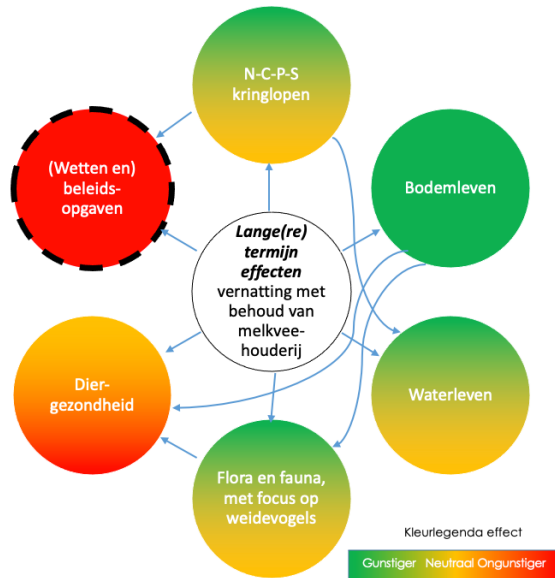 N-C-P-S
kringlopen
(Wetten en)
beleids-
opgaven
Bodemleven
Lange(re)
termijn
effecten
vernatting met
behoud van
melkvee-
houderij
Dier-
gezondheid
Waterleven
Flora en fauna,
met focus op
weidevogels
Kleurlegenda effect
Gunstiger Neutraal Ongunstiger